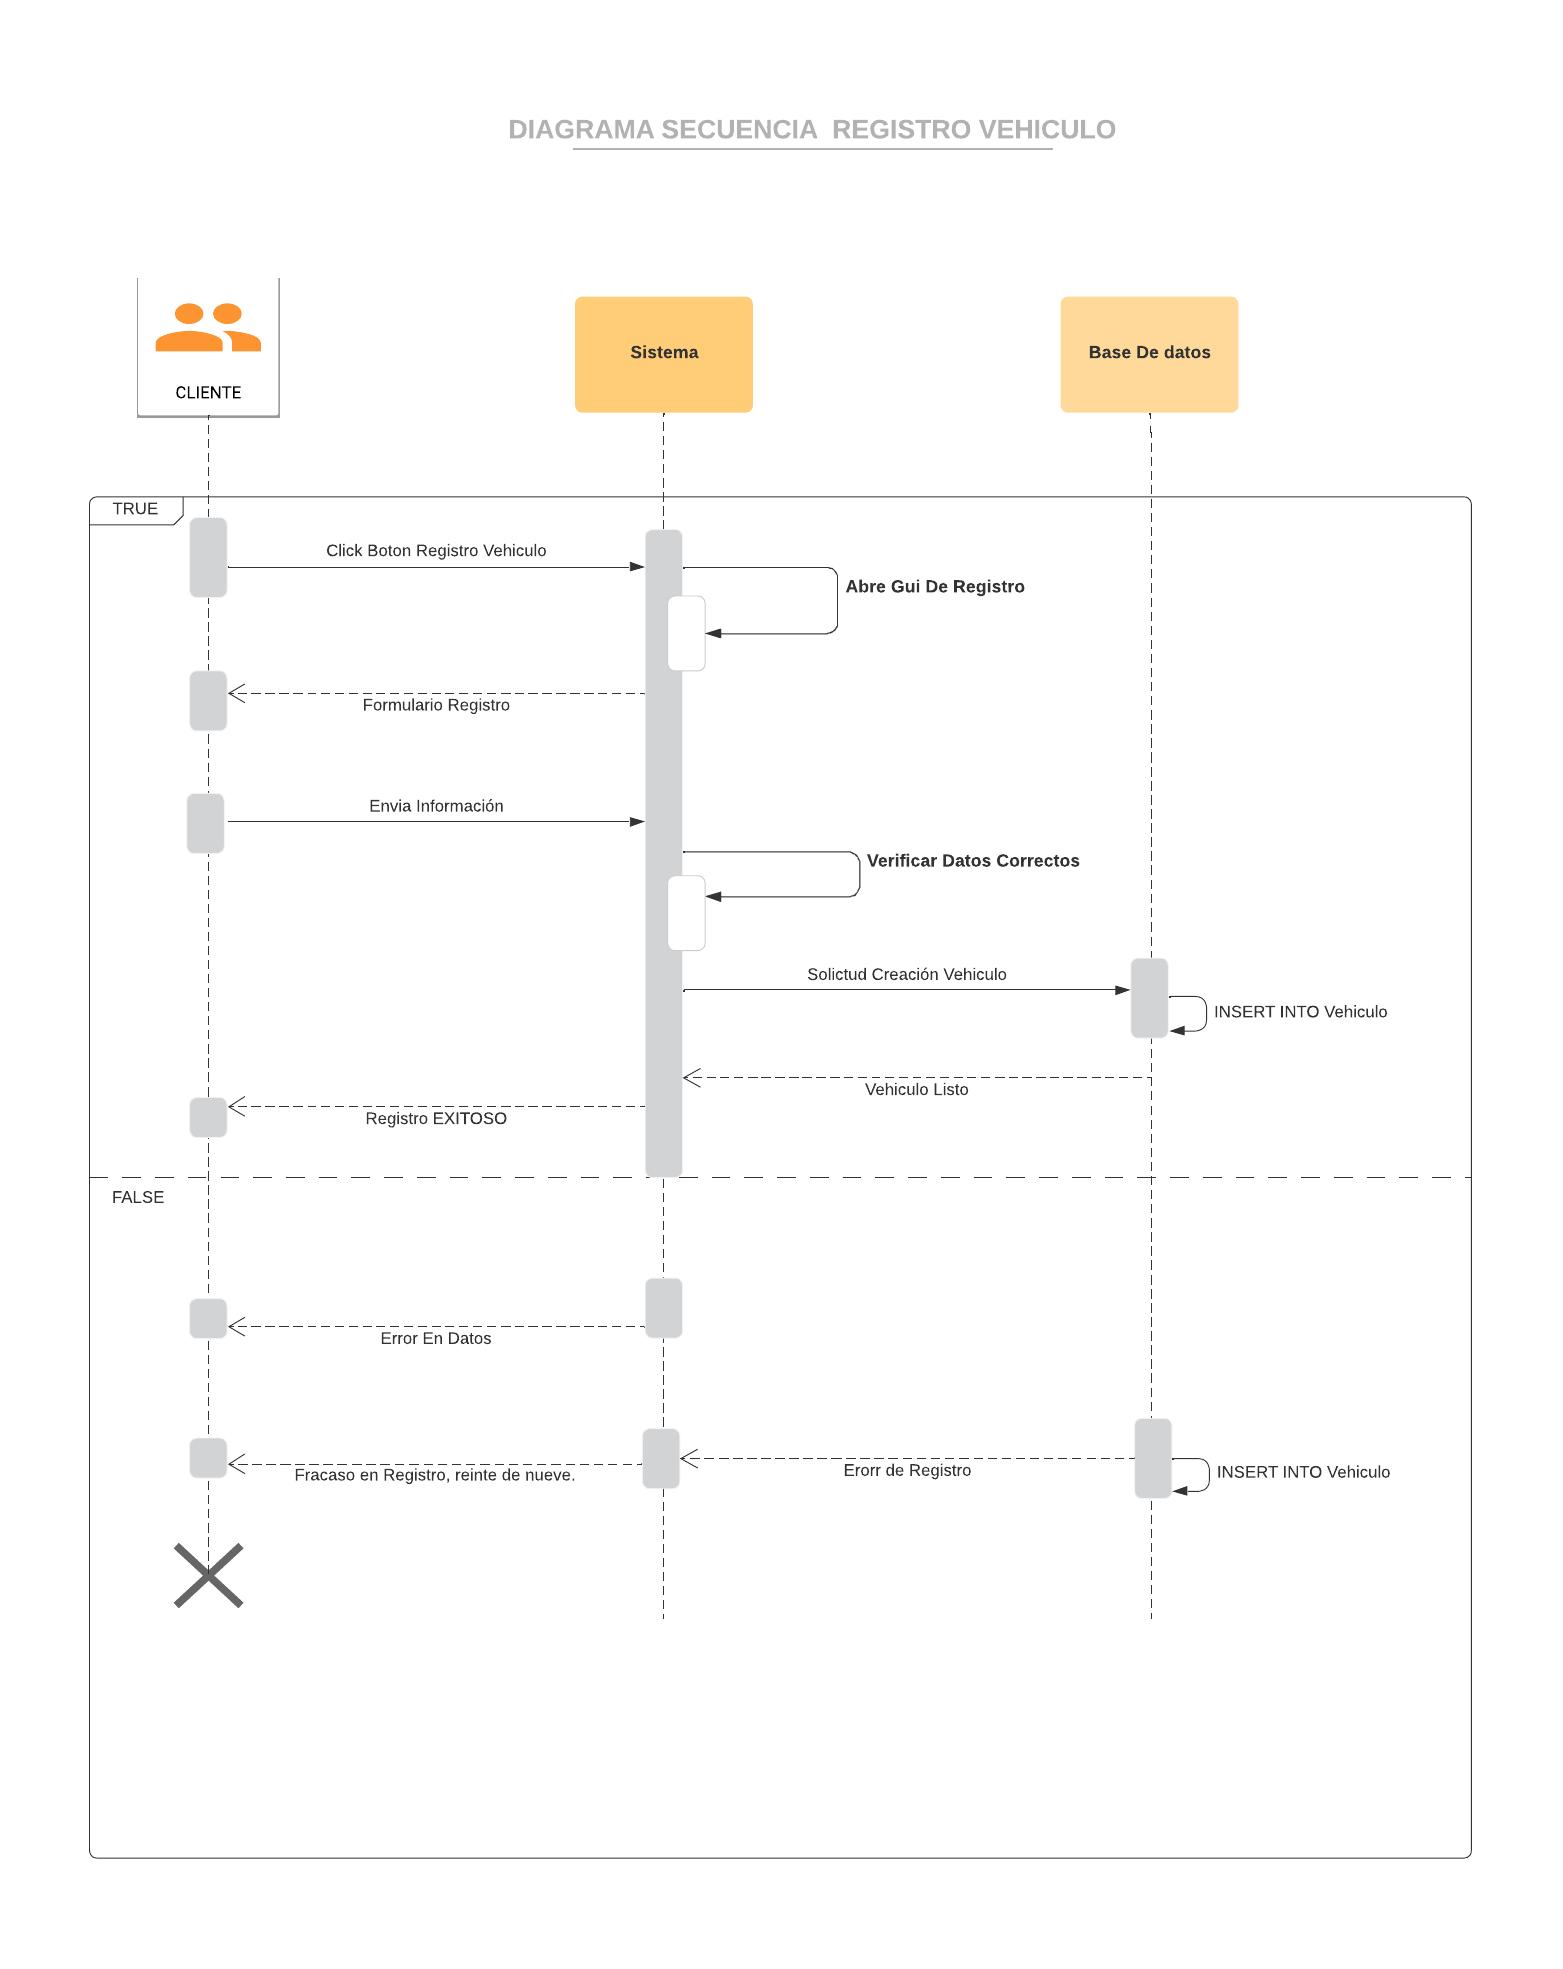 DIAGRAMA SECUENCIA  REGISTRO VEHICULO
CLIENTE
Sistema
Base De datos
TRUE
Click Boton Registro Vehiculo
Abre Gui De Registro
Formulario Registro
Envia Información
Verificar Datos Correctos
Solictud Creación Vehiculo
INSERT INTO Vehiculo
Vehiculo Listo
Registro EXITOSO
FALSE
Error En Datos
Erorr de Registro
INSERT INTO Vehiculo
Fracaso en Registro, reinte de nueve.